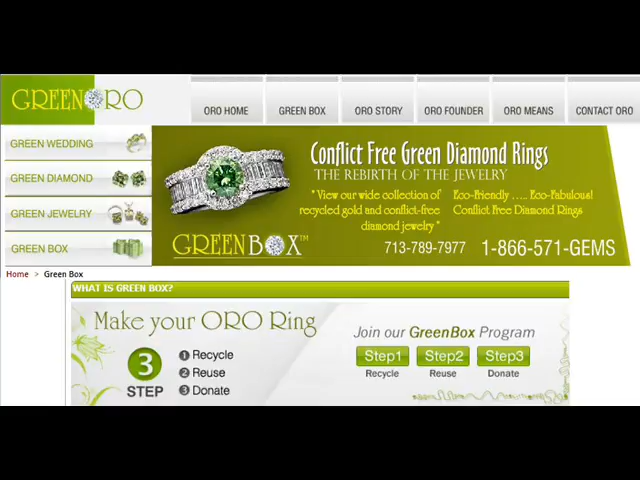 GREENORO
ORO HOME
GREEN BOX
ORO STORY
ORO FOUNDER
ORO MEANS
CONTACT ORO
GREEN WEDDING
GREEN DIAMOND
GREEN JEWELRY
GREEN BOX
Conflict Free Green Diamond Rings
THE REBIRTH OF THE JEWELRY
" View our wide collection of
recycled gold and conflict-free
diamond jewelry "
Eco-Friendly .... Eco-Fabulous!
Conflict Free Diamond Rings
GREENBOX™
713-789-7977
1-866-571-GEMS
Home > Green Box
WHAT IS GREEN BOX?
Make your ORO Ring
3
STEP
1 Recycle
2 Reuse
3 Donate
Join our GreenBox Program
Step1 Step2 Step3
Recycle Reuse Donate